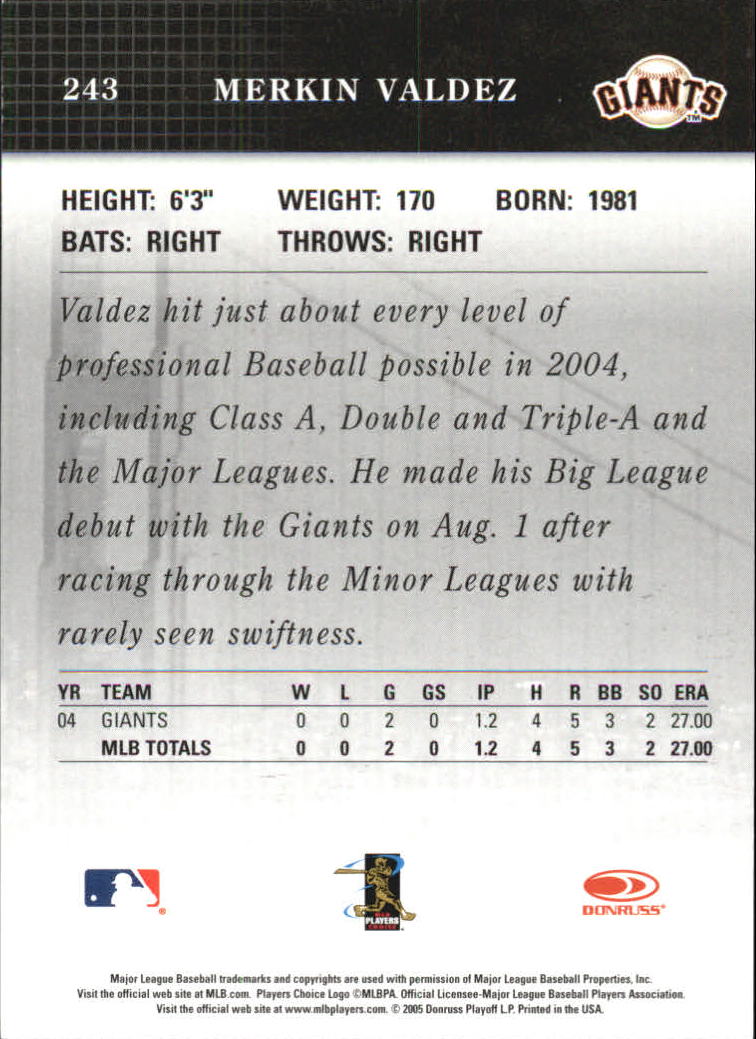 243 MERKIN VALDEZ GIANTS TM
HEIGHT: 6'3" WEIGHT: 170 BORN: 1981
BATS: RIGHT THROWS: RIGHT
Valdez hit just about every level of
professional Baseball possible in 2004,
including Class A, Double and Triple-A and
the Major Leagues. He made his Big League
debut with the Giants on Aug. 1 after
racing through the Minor Leagues with
rarely seen swiftness.
YR TEAM W L G GS IP H R BB SO ERA
04 GIANTS 0 0 2 0 1.2 4 5 3 2 27.00
MLB TOTALS 0 0 2 0 1.2 4 5 3 2 27.00
®
MLB
PLAYERS
CHOICE
DONRUSS®
Major League Baseball trademarks and copyrights are used with permission of Major League Baseball Properties, Inc.
Visit the official web site at MLB.com. Players Choice Logo ©MLBPA. Official Licensee-Major League Baseball Players Association.
Visit the official web site at www.mlbplayers.com. © 2005 Donruss Playoff L.P. Printed in the USA.